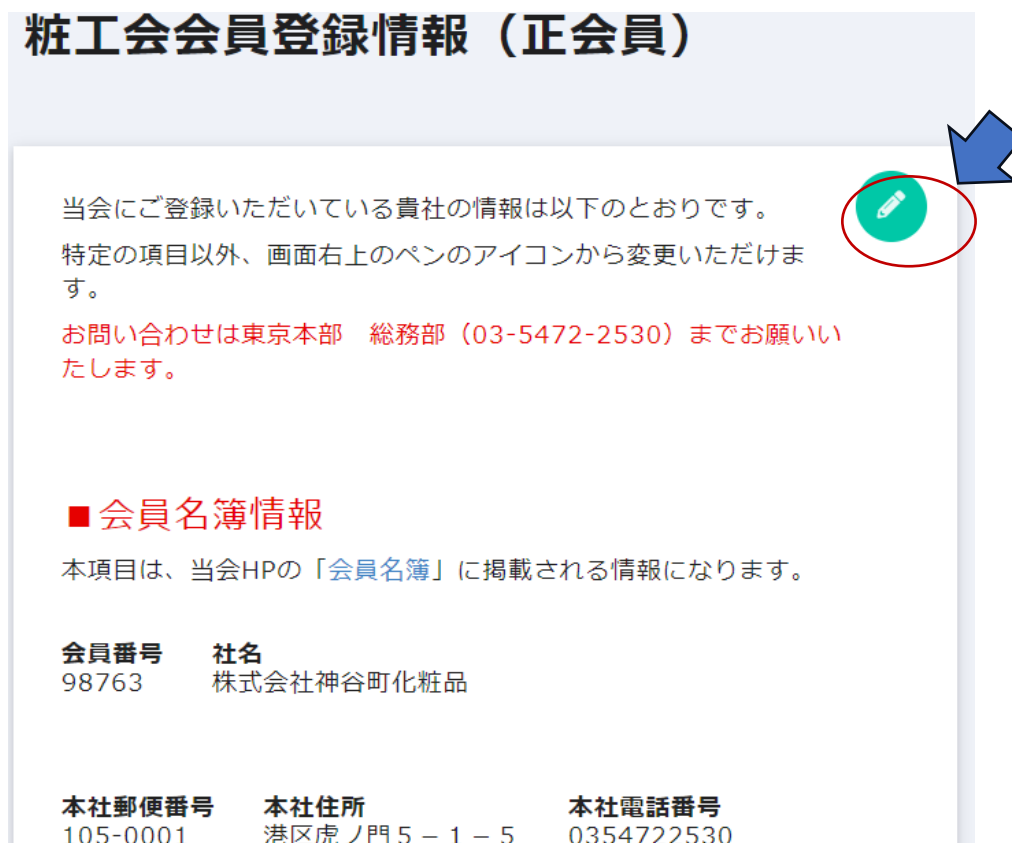 粧工会会員登録情報（正会員）
当会にご登録いただいている貴社の情報は以下のとおりです。
特定の項目以外、画面右上のペンのアイコンから変更いただけま
す。
お問い合わせは東京本部　総務部（03-5472-2530）までお願いい
たします。
■会員名簿情報
本項目は、当会HPの「会員名簿」に掲載される情報になります。
会員番号　社名
98763　株式会社神谷町化粧品
本社郵便番号　本社住所　本社電話番号
105-0001　港区虎ノ門５－１－５　0354722530